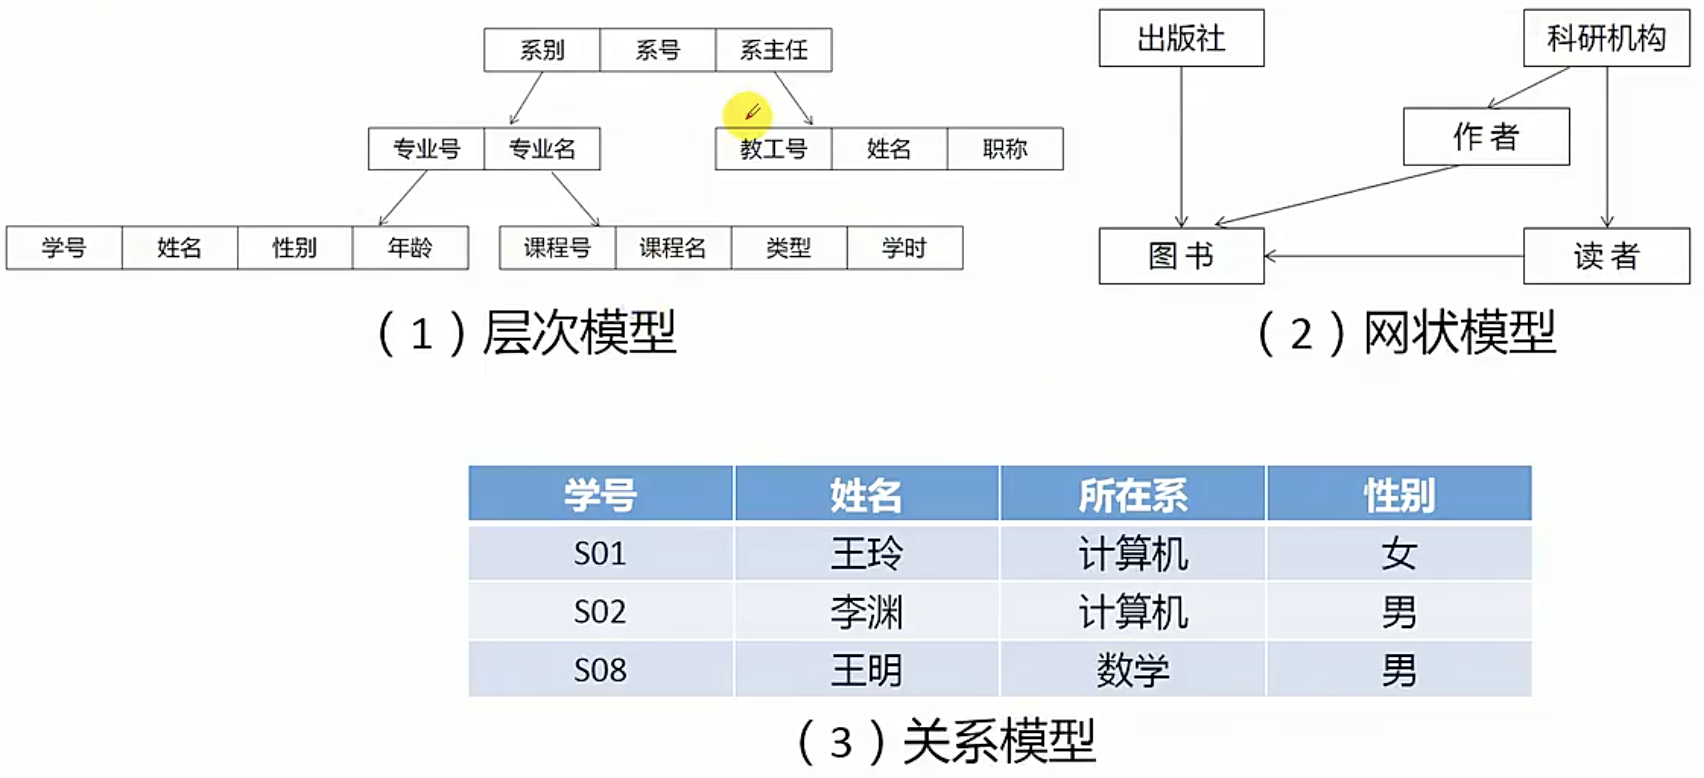 系别 系号 系主任
专业号 专业名
教工号 姓名 职称
学号 姓名 性别 年龄
课程号 课程名 类型 学时
（1）层次模型
出版社
科研机构
作 者
图 书
读 者
（2）网状模型
学号 姓名 所在系 性别
S01 王玲 计算机 女
S02 李渊 计算机 男
S08 王明 数学 男
（3）关系模型